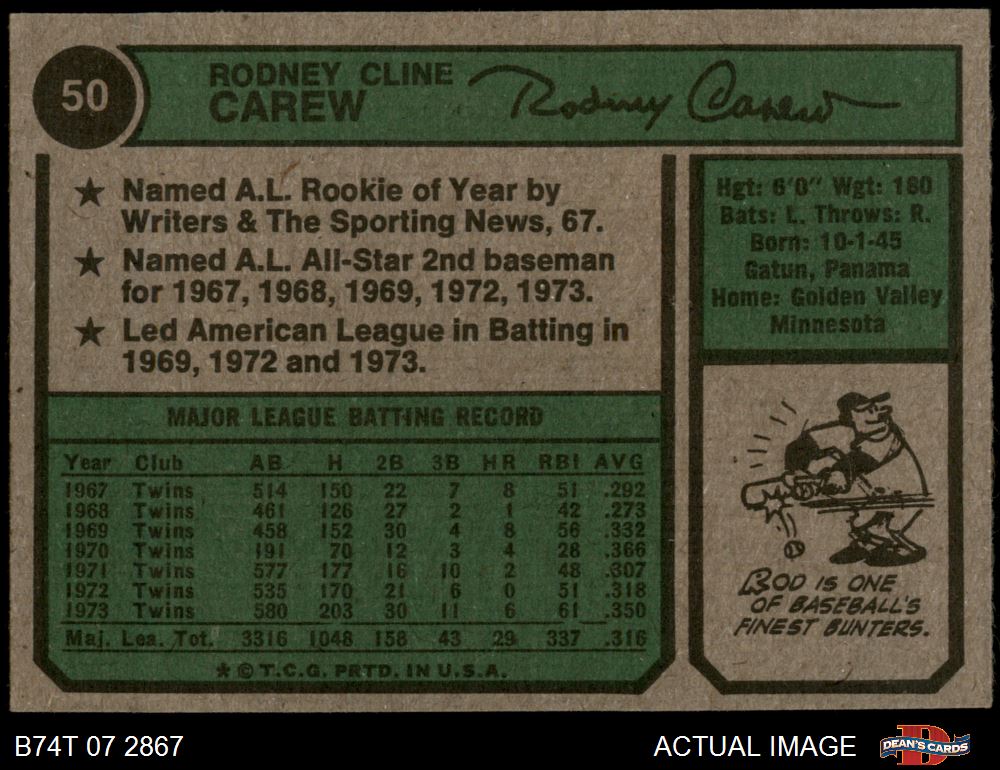 50
RODNEY CLINE
CAREW
Rodney Carew
★ Named A.L. Rookie of Year by
Writers & The Sporting News, 67.
★ Named A.L. All-Star 2nd baseman
for 1967, 1968, 1969, 1972, 1973.
★ Led American League in Batting in
1969, 1972 and 1973.
Hgt: 6'0" Wgt: 180
Bats: L. Throws: R.
Born: 10-1-45
Gatun, Panama
Home: Golden Valley
Minnesota
MAJOR LEAGUE BATTING RECORD
Year Club AB H 2B 3B HR RBI AVG
1967 Twins 514 150 22 7 8 51 .292
1968 Twins 461 126 27 2 1 42 .273
1969 Twins 458 152 30 4 8 56 .332
1970 Twins 191 70 12 3 4 28 .366
1971 Twins 577 177 16 10 2 48 .307
1972 Twins 535 170 21 6 0 51 .318
1973 Twins 580 203 30 11 6 61 .350
Maj. Lea. Tot. 3316 1048 158 43 29 337 .316
★ © T.C.G. PRTD. IN U.S.A.
ROD IS ONE
OF BASEBALL'S
FINEST BUNTERS.
B74T 07 2867
ACTUAL IMAGE
D
DEAN'S CARDS